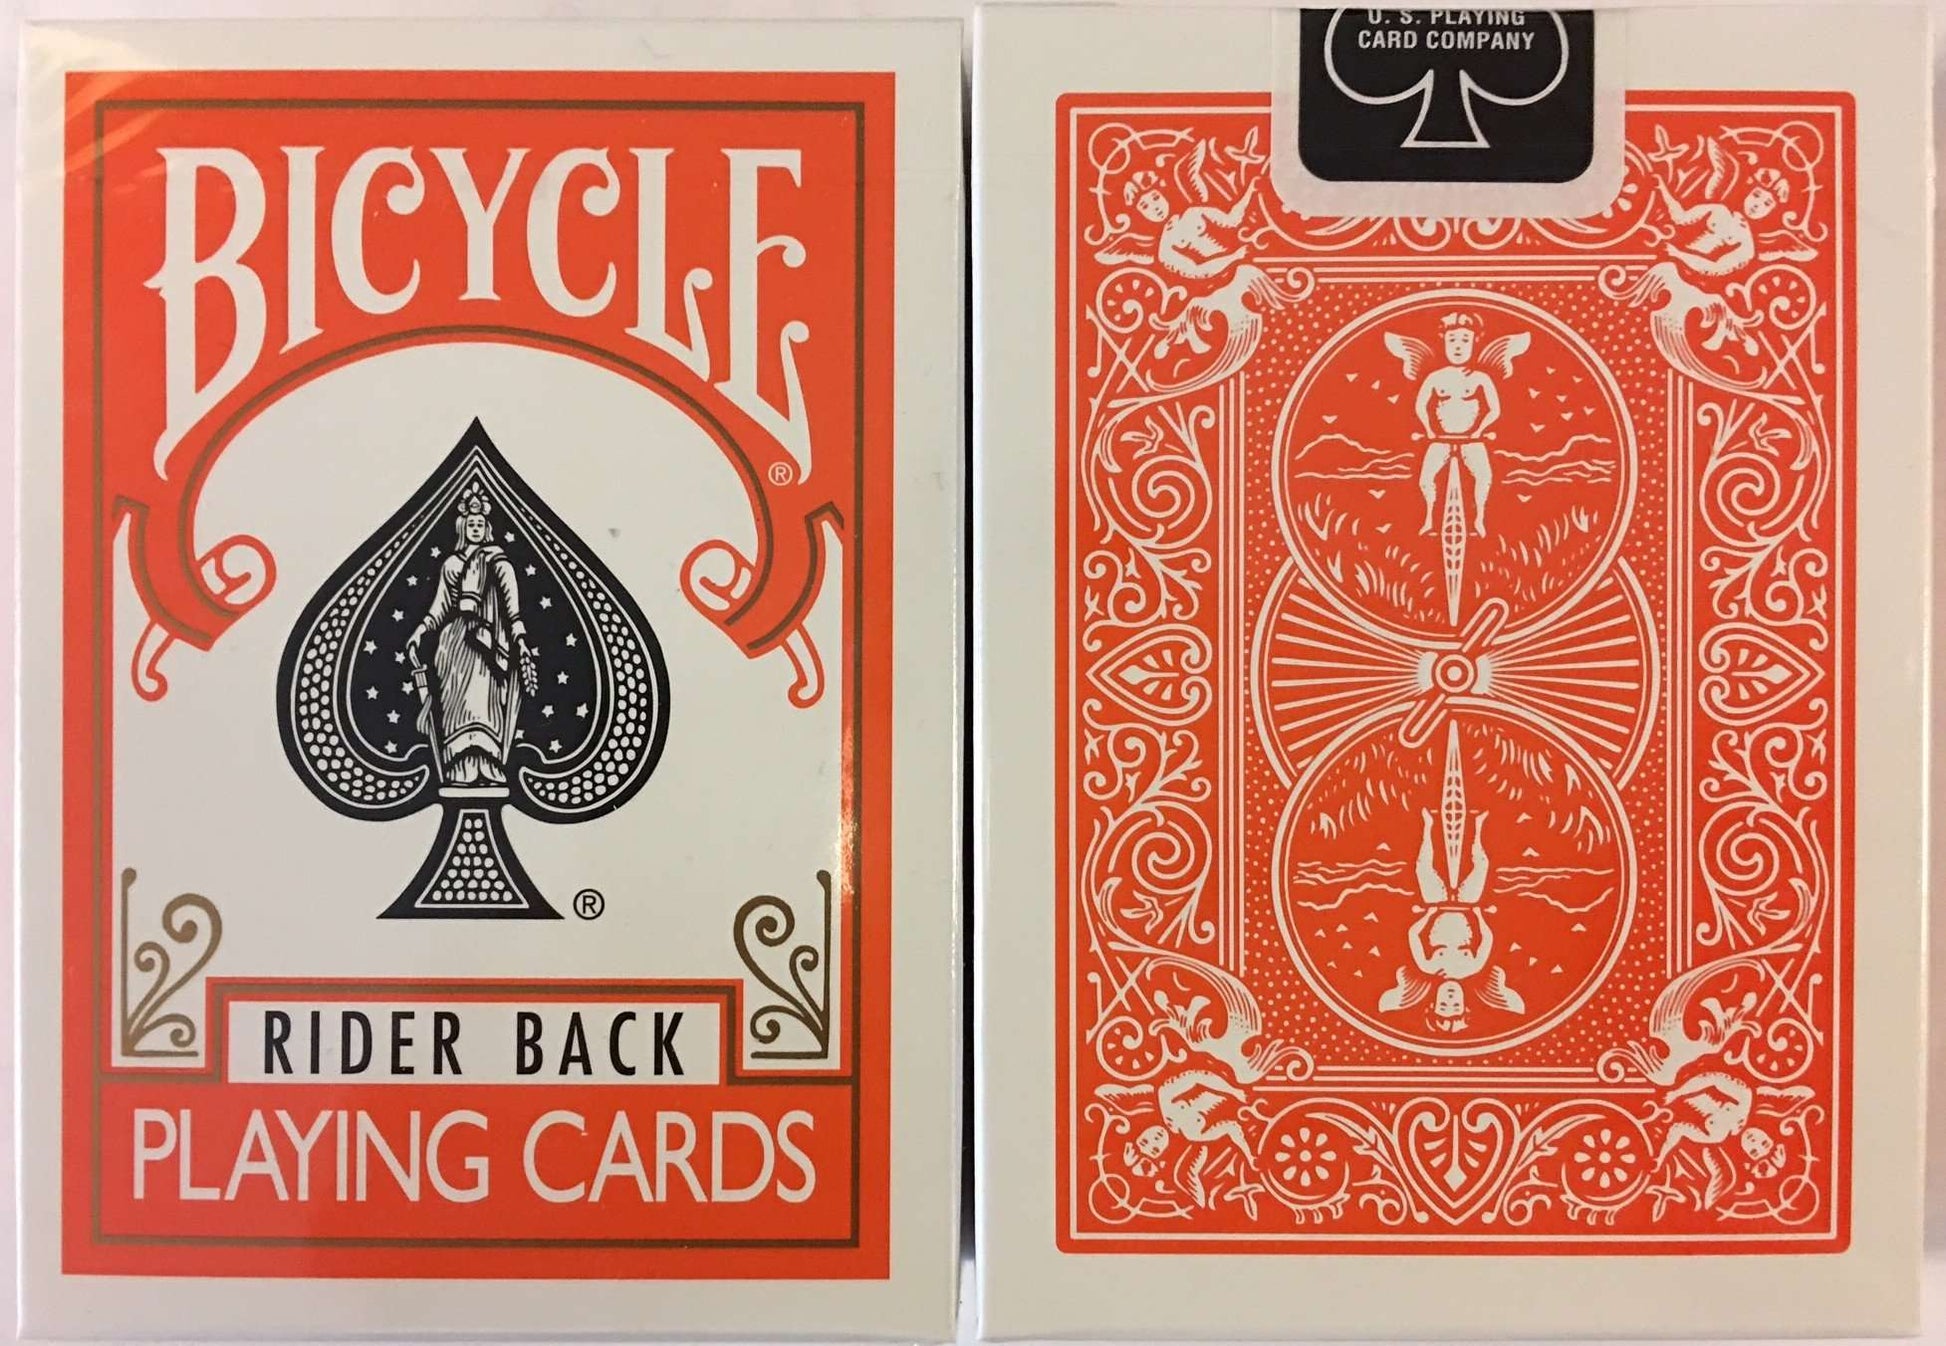 BICYCLE
®
®
RIDER BACK
PLAYING CARDS
U. S. PLAYING
CARD COMPANY